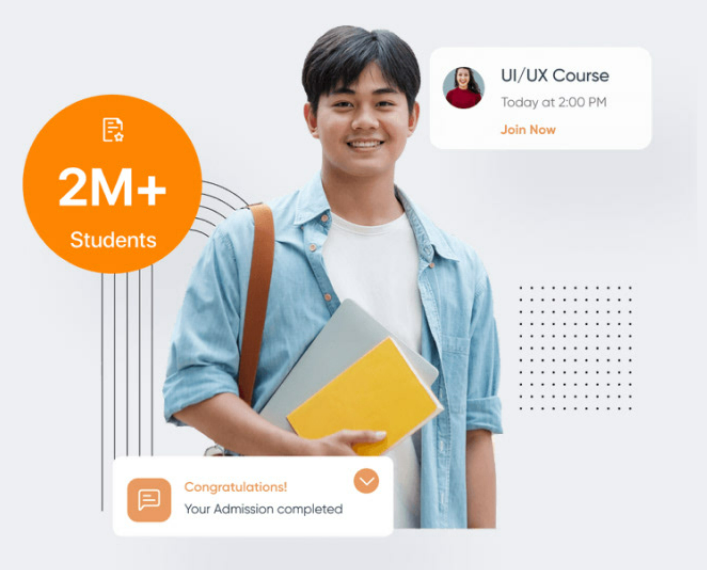 UI/UX Course
Today at 2:00 PM
Join Now
2M+
Students
Congratulations!
Your Admission completed